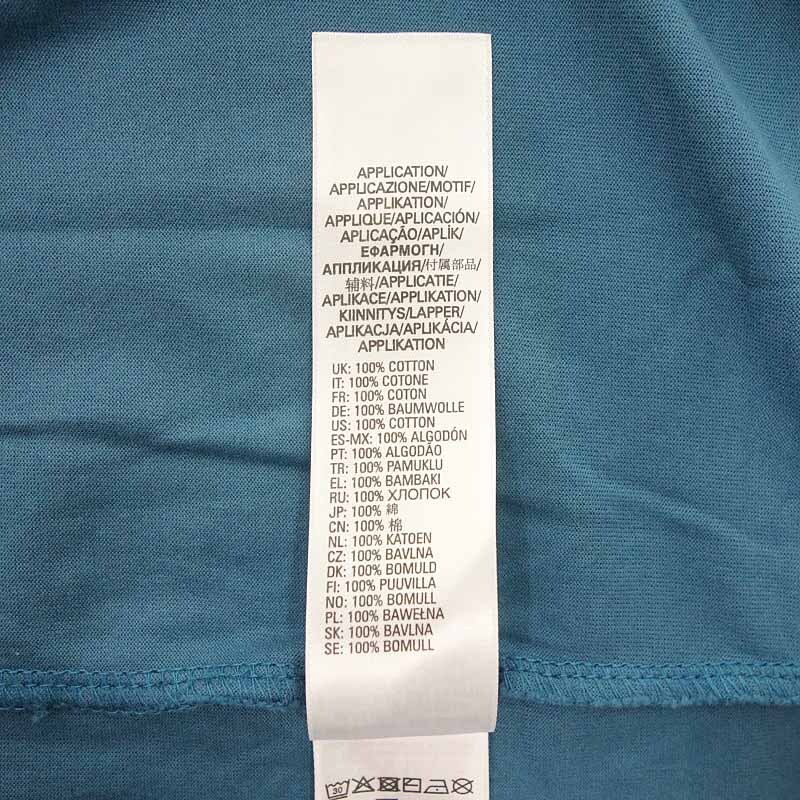 APPLICATION/
APPLICAZIONE/MOTIF/
APPLIKATION/
APPLIQUE/APLICACIÓN/
APLICAÇÃO/APLİK/
ΕΦΑΡΜΟΓΗ/
АППЛИКАЦИЯ/付属部品/
辅料/APPLICATIE/
APLIKACE/APPLIKATION/
KIINNITYS/LAPPER/
APLIKACJA/APLIKÁCIA/
APPLIKATION
UK: 100% COTTON
IT: 100% COTONE
FR: 100% COTON
DE: 100% BAUMWOLLE
US: 100% COTTON
ES-MX: 100% ALGODÓN
PT: 100% ALGODÃO
TR: 100% PAMUKLU
EL: 100% ΒΑΜΒΑΚΙ
RU: 100% ХЛОПОК
JP: 100% 綿
CN: 100% 棉
NL: 100% KATOEN
CZ: 100% BAVLNA
DK: 100% BOMULD
FI: 100% PUUVILLA
NO: 100% BOMULL
PL: 100% BAWEŁNA
SK: 100% BAVLNA
SE: 100% BOMULL
30